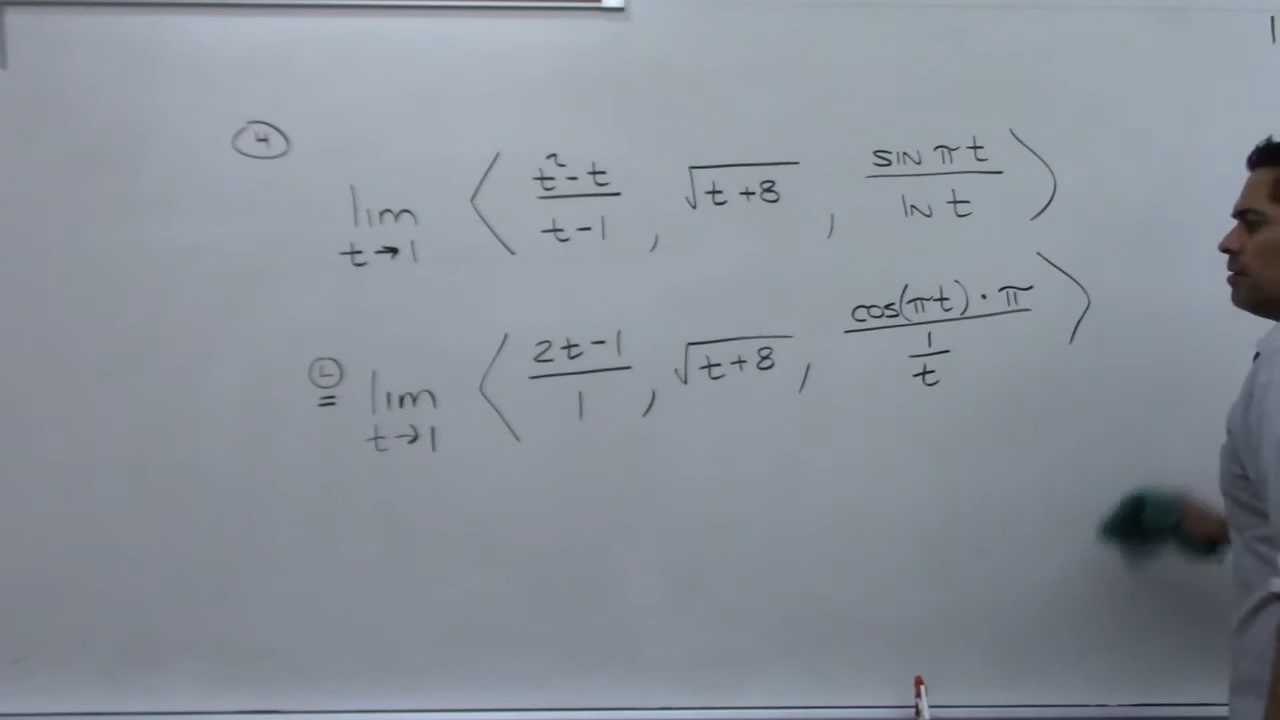 4
lim t→1 ⟨ (t²-t)/(t-1) , √(t+8) , (sin πt)/(ln t) ⟩
Ⓛ= lim t→1 ⟨ (2t-1)/1 , √(t+8) , (cos(πt)·π)/(1/t) ⟩